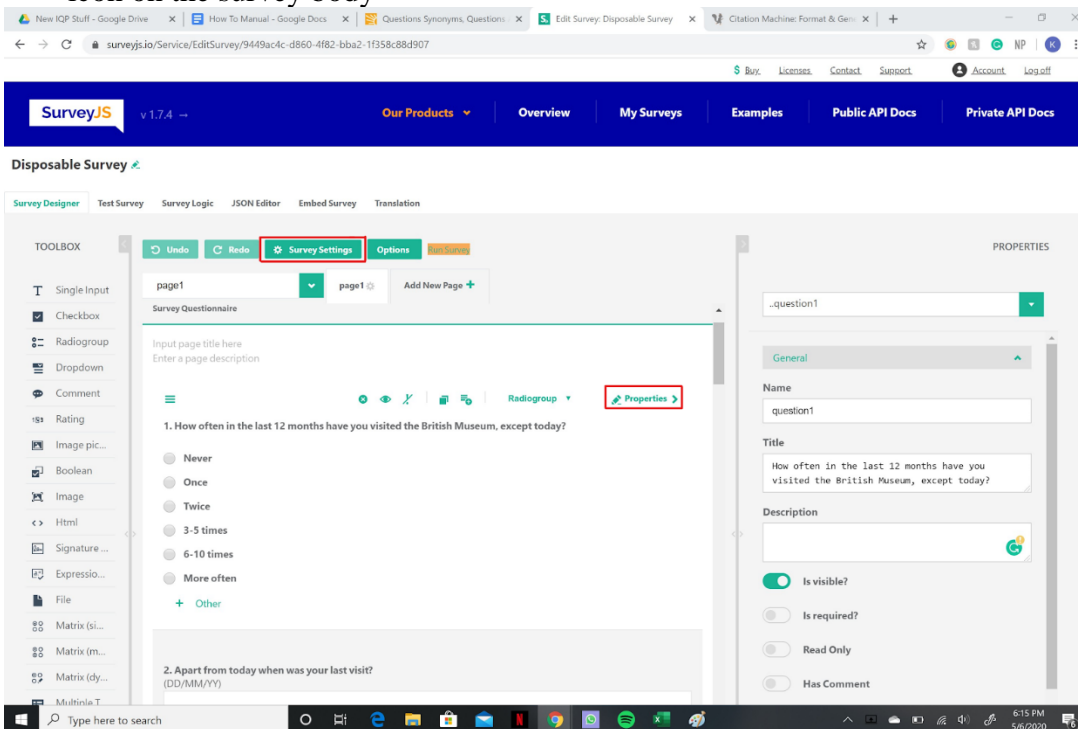 icon on the survey body
New IQP Stuff - Google Drive
How To Manual - Google Docs
Questions Synonyms, Questions
Edit Survey: Disposable Survey
Citation Machine: Format & Gen
surveyjs.io/Service/EditSurvey/9449ac4c-d860-4f82-bba2-1f358c88d907
NP K
$ Buy Licenses Contact Support Account Log off
SurveyJS v 1.7.4 → Our Products Overview My Surveys Examples Public API Docs Private API Docs
Disposable Survey
Survey Designer Test Survey Survey Logic JSON Editor Embed Survey Translation
TOOLBOX
Undo Redo Survey Settings Options Run Survey
PROPERTIES
T Single Input
Checkbox
Radiogroup
Dropdown
Comment
Rating
Image pic...
Boolean
Image
Html
Signature ...
Expressio...
File
Matrix (si...
Matrix (m...
Matrix (dy...
Multiple T
page1 page1 Add New Page +
Survey Questionnaire
Input page title here
Enter a page description
Radiogroup Properties
1. How often in the last 12 months have you visited the British Museum, except today?
Never
Once
Twice
3-5 times
6-10 times
More often
+ Other
2. Apart from today when was your last visit?
(DD/MM/YY)
..question1
General
Name
question1
Title
How often in the last 12 months have you
visited the British Museum, except today?
Description
Is visible?
Is required?
Read Only
Has Comment
Type here to search
6:15 PM
5/6/2020